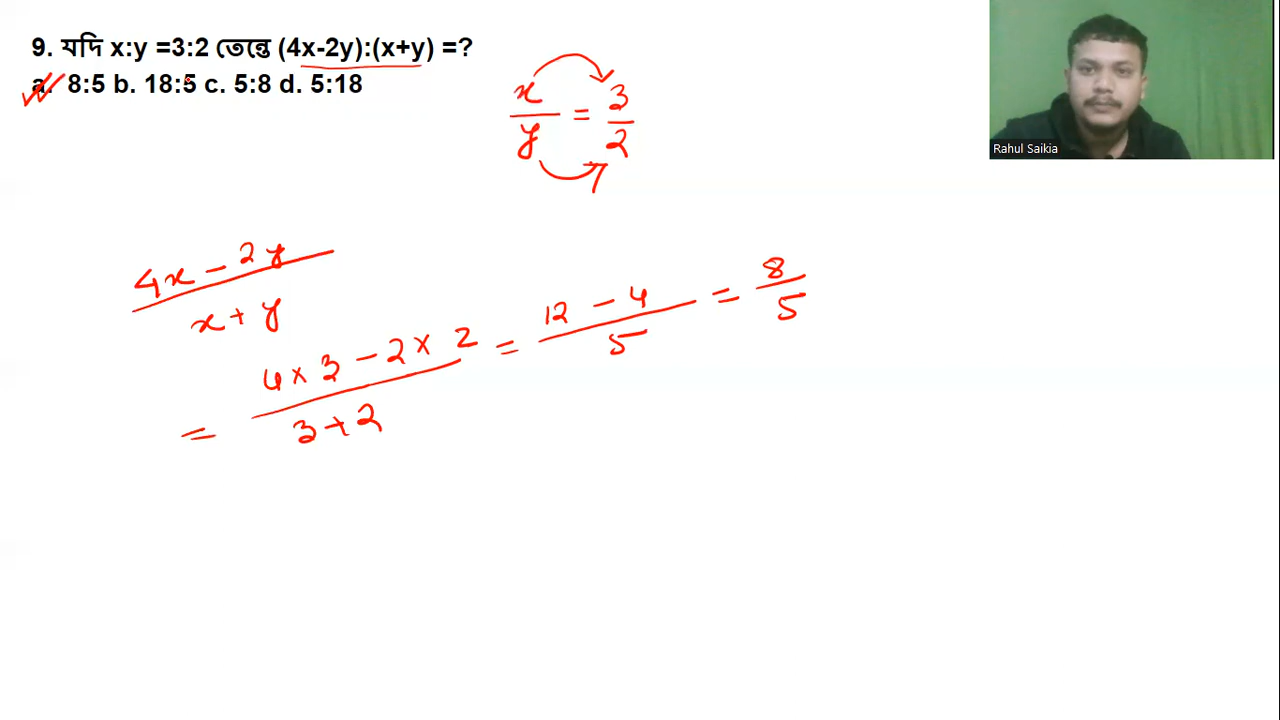 9. যদি x:y =3:2 তেন্তে (4x-2y):(x+y) =?
a. 8:5 b. 18:5 c. 5:8 d. 5:18
x/y = 3/2
Rahul Saikia
(4x - 2y)/(x + y)
= (4 × 3 - 2 × 2)/(3 + 2) = (12 - 4)/5 = 8/5